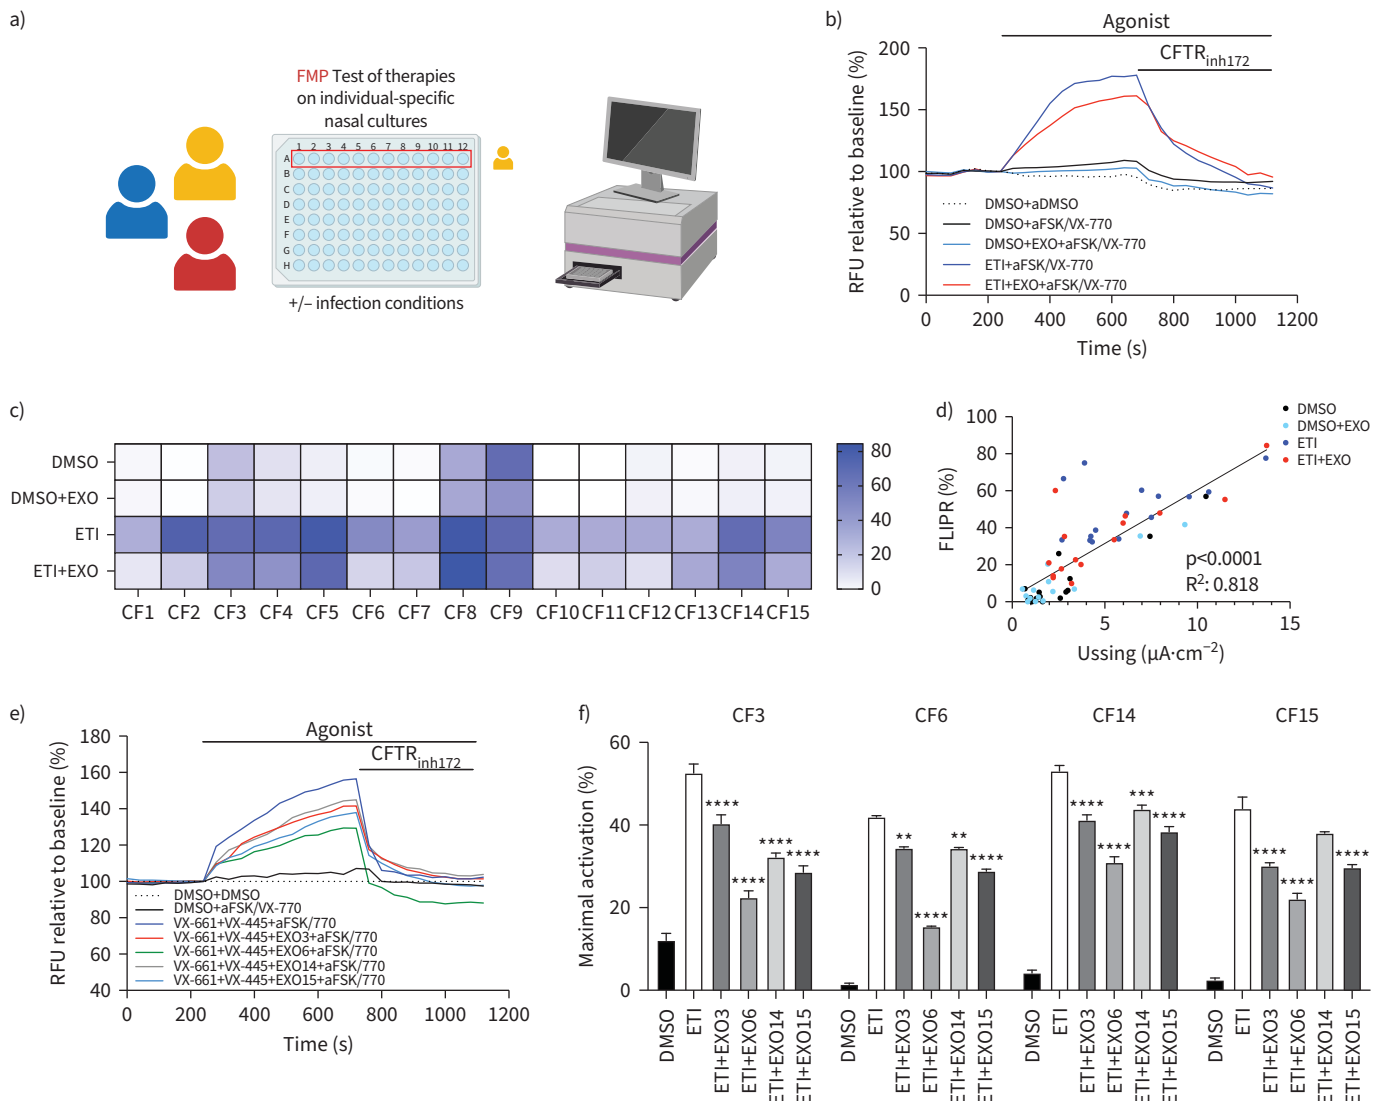 a)
FMP Test of therapies
on individual-specific
nasal cultures
1 2 3 4 5 6 7 8 9 10 11 12
A
B
C
D
E
F
G
H
+/– infection conditions
b)
Agonist
CFTRinh172
RFU relative to baseline (%)
200
150
100
50
0
DMSO+aDMSO
DMSO+aFSK/VX-770
DMSO+EXO+aFSK/VX-770
ETI+aFSK/VX-770
ETI+EXO+aFSK/VX-770
0 200 400 600 800 1000 1200
Time (s)
c)
DMSO
DMSO+EXO
ETI
ETI+EXO
CF1 CF2 CF3 CF4 CF5 CF6 CF7 CF8 CF9 CF10 CF11 CF12 CF13 CF14 CF15
80
60
40
20
0
d)
FLIPR (%)
100
80
60
40
20
0
DMSO
DMSO+EXO
ETI
ETI+EXO
p<0.0001
R²: 0.818
0 5 10 15
Ussing (µA·cm⁻²)
e)
Agonist
CFTRinh172
RFU relative to baseline (%)
180
160
140
120
100
80
60
40
DMSO+DMSO
DMSO+aFSK/VX-770
VX-661+VX-445+aFSK/770
VX-661+VX-445+EXO3+aFSK/770
VX-661+VX-445+EXO6+aFSK/770
VX-661+VX-445+EXO14+aFSK/770
VX-661+VX-445+EXO15+aFSK/770
0 200 400 600 800 1000 1200
Time (s)
f)
CF3 CF6 CF14 CF15
Maximal activation (%)
60
40
20
0
**** **** **** ****
** **** ** ****
**** **** *** ****
**** **** ****
DMSO ETI ETI+EXO3 ETI+EXO6 ETI+EXO14 ETI+EXO15
DMSO ETI ETI+EXO3 ETI+EXO6 ETI+EXO14 ETI+EXO15
DMSO ETI ETI+EXO3 ETI+EXO6 ETI+EXO14 ETI+EXO15
DMSO ETI ETI+EXO3 ETI+EXO6 ETI+EXO14 ETI+EXO15